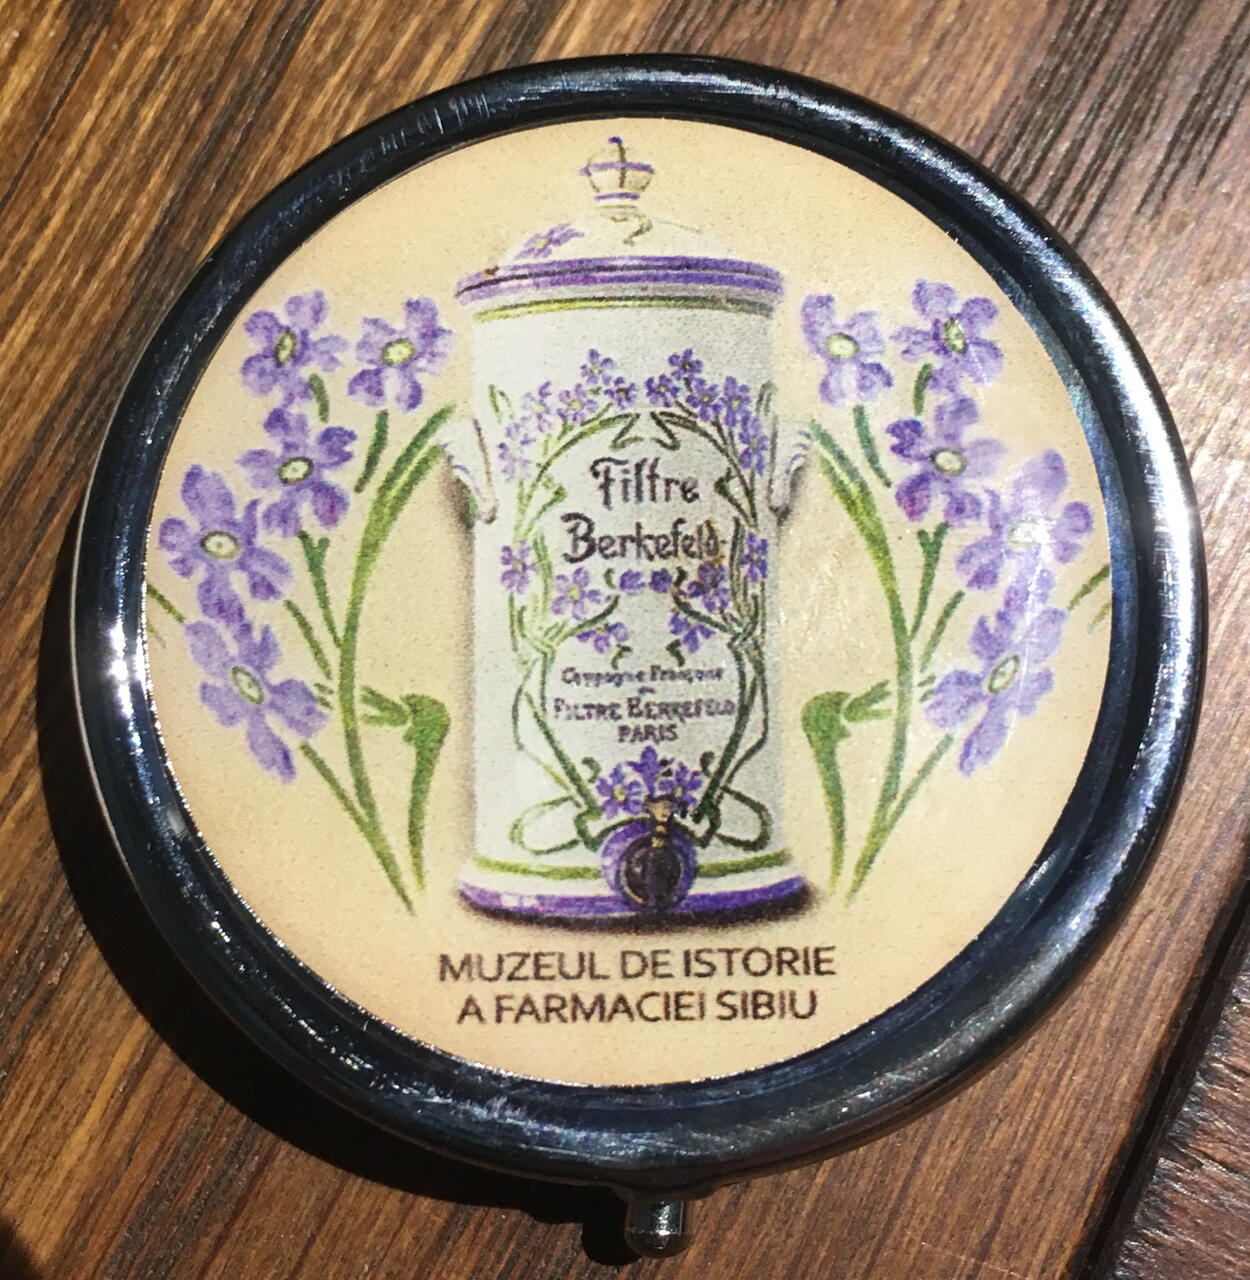 Filtre
Berkefeld
Compagnie Française
FILTRE BERKEFELD
PARIS
MUZEUL DE ISTORIE
A FARMACIEI SIBIU